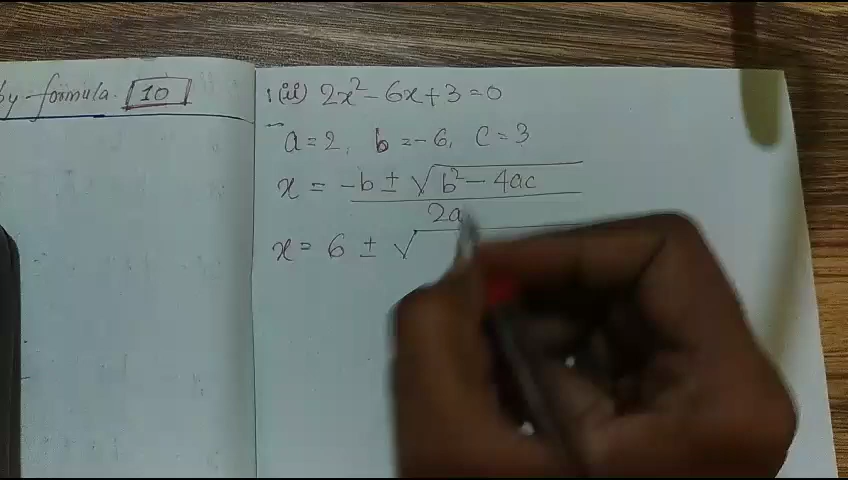 by formula 10
1(ii) 2x² - 6x + 3 = 0
a = 2, b = -6, c = 3
x = -b ± √b² - 4ac
2a
x = 6 ± √